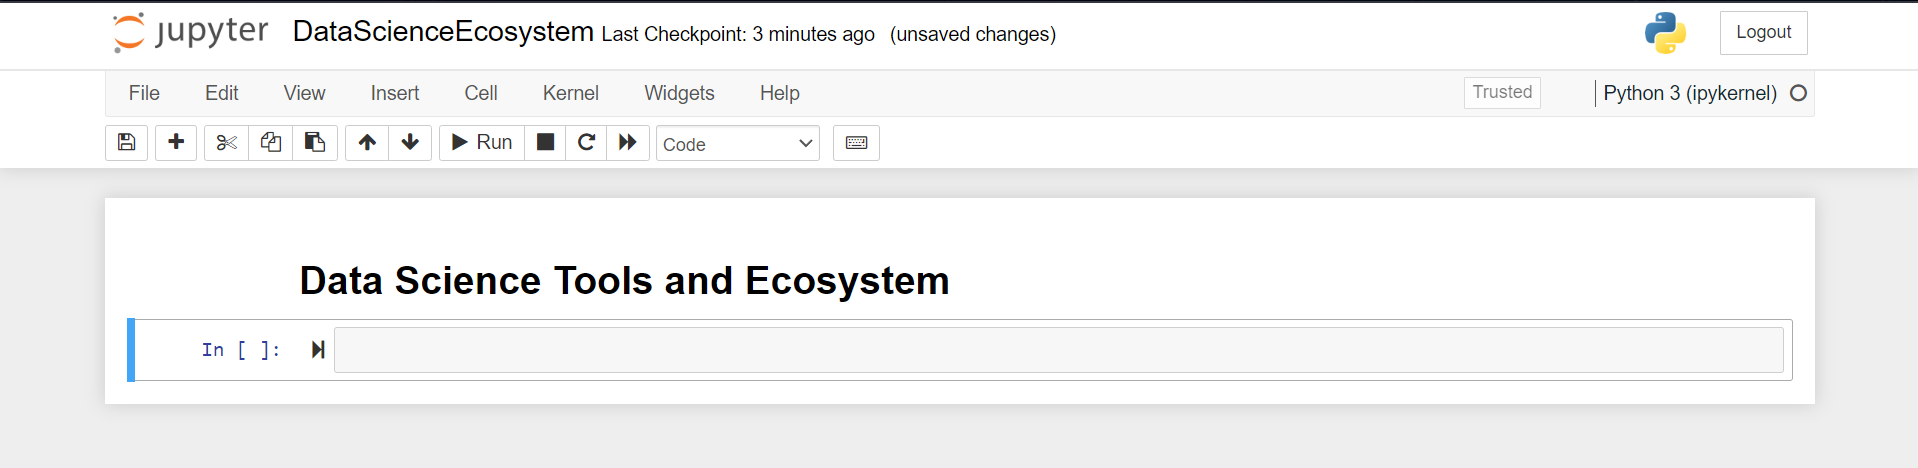 jupyter DataScienceEcosystem Last Checkpoint: 3 minutes ago (unsaved changes) Logout
File Edit View Insert Cell Kernel Widgets Help Trusted Python 3 (ipykernel)
Run Code
Data Science Tools and Ecosystem
In [ ]: